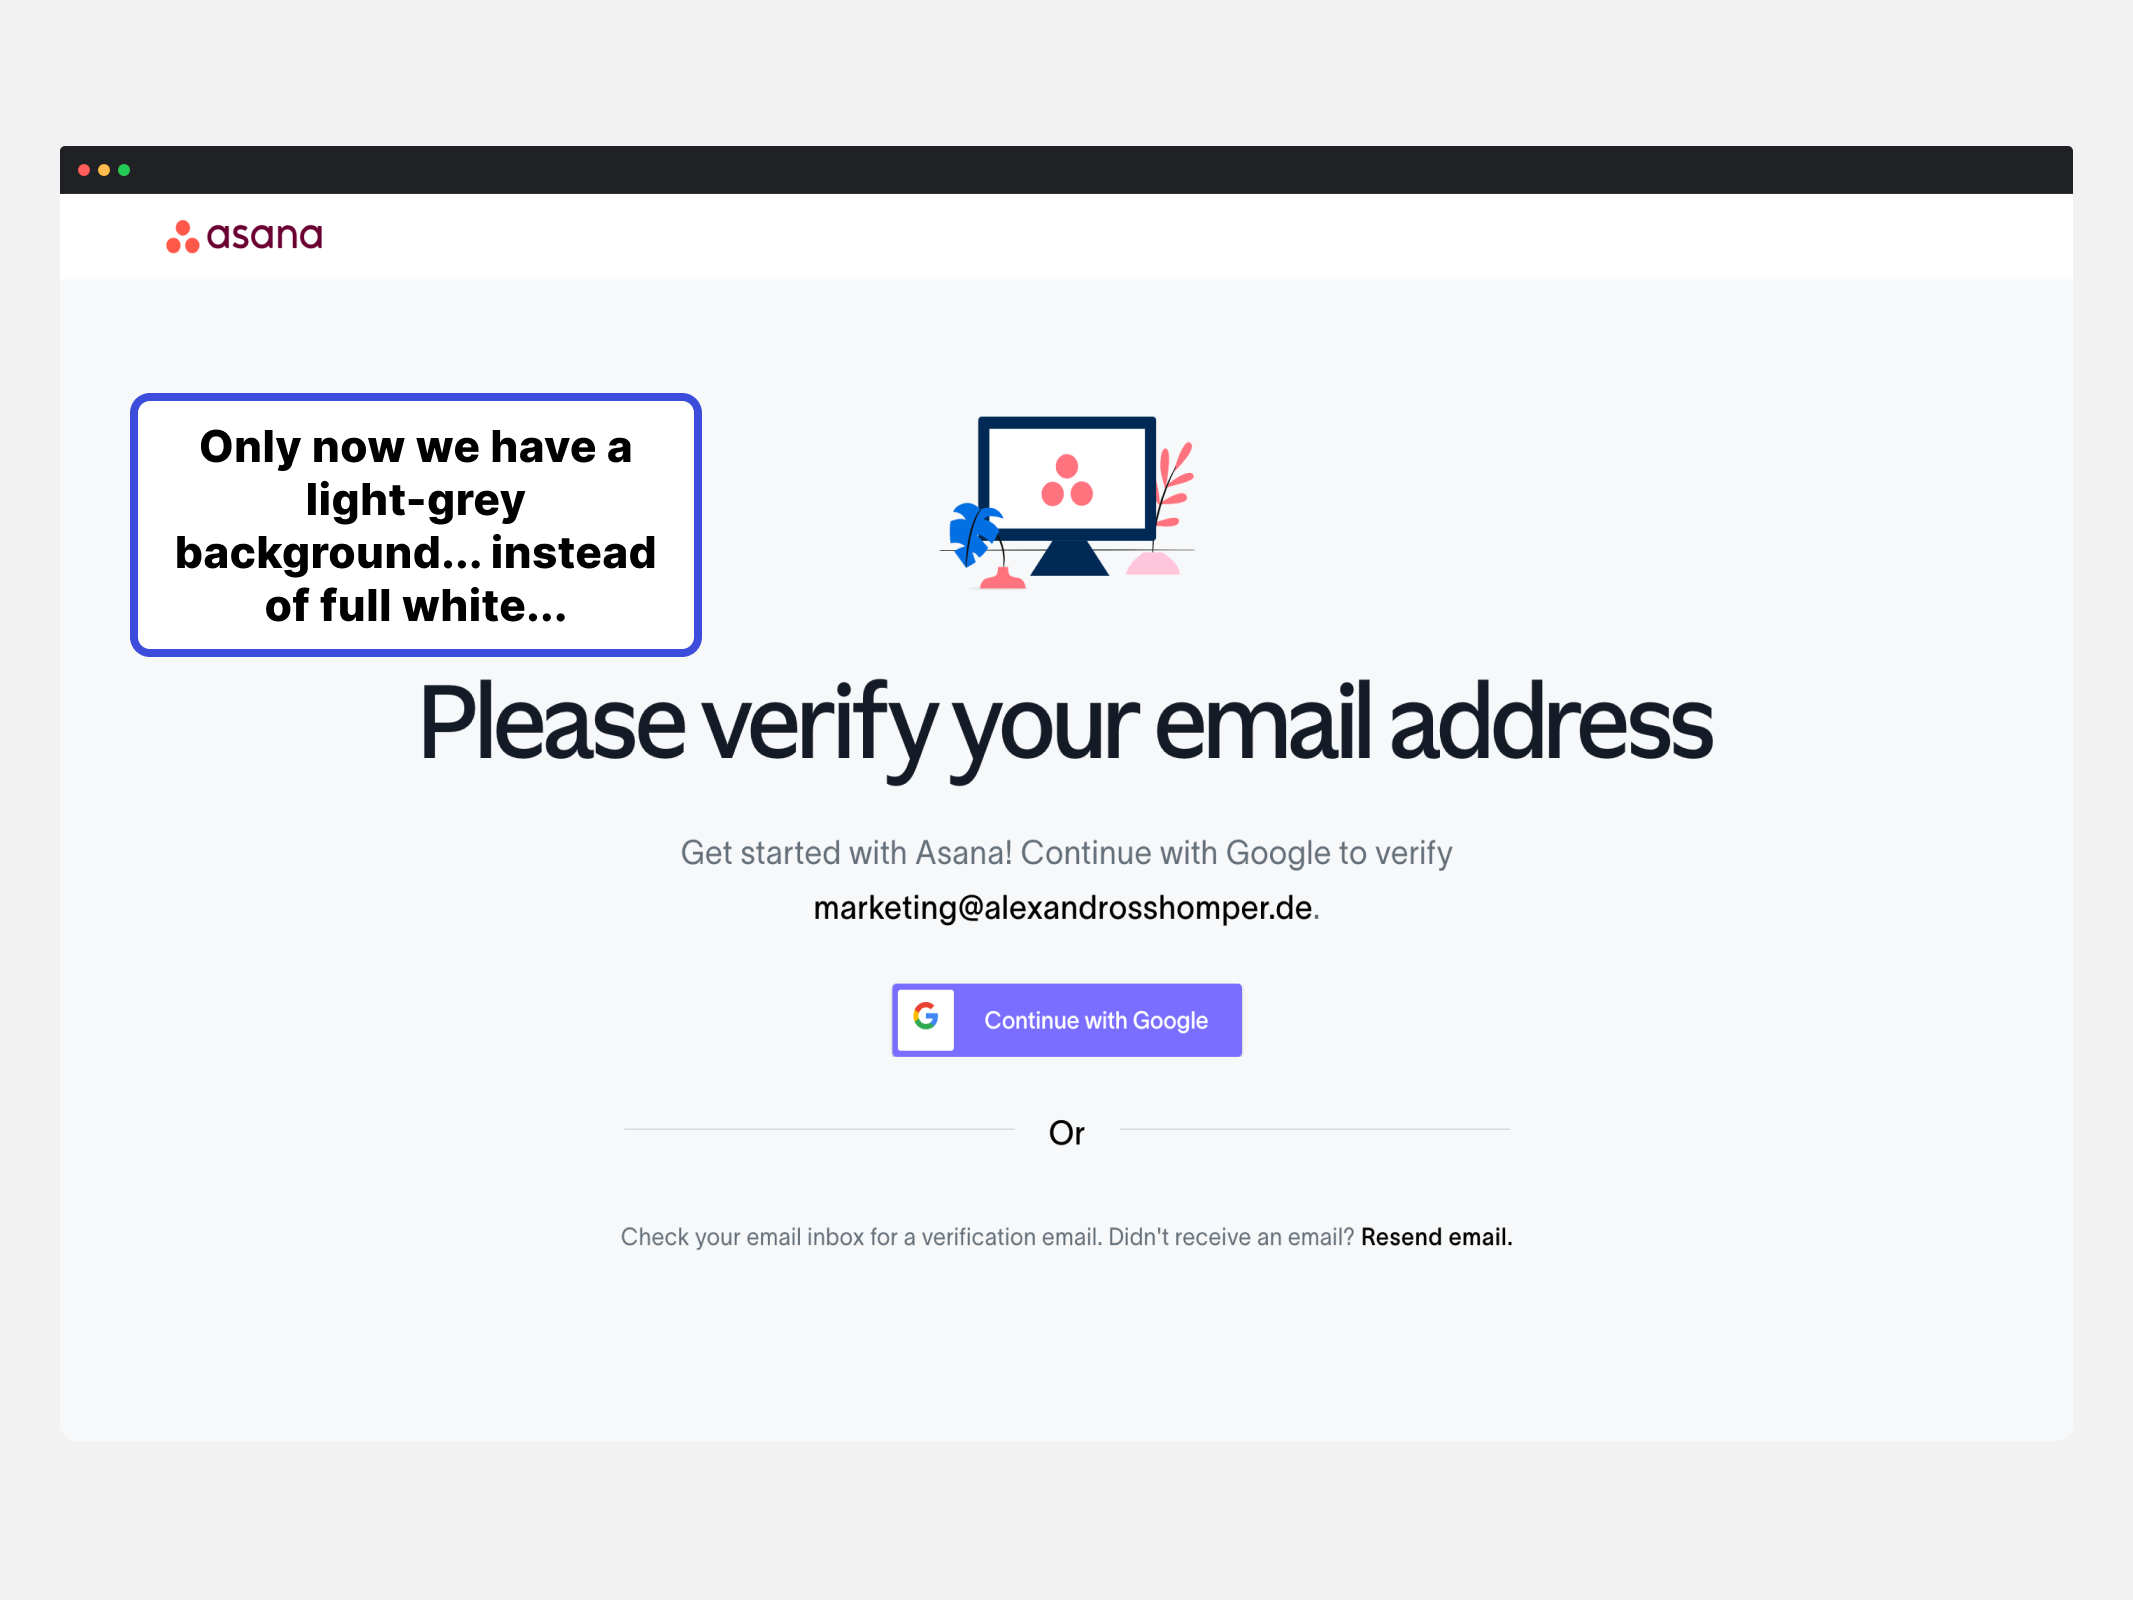 asana
Only now we have a
light-grey
background... instead
of full white...
Please verify your email address
Get started with Asana! Continue with Google to verify
marketing@alexandrosshomper.de.
Continue with Google
Or
Check your email inbox for a verification email. Didn't receive an email? Resend email.